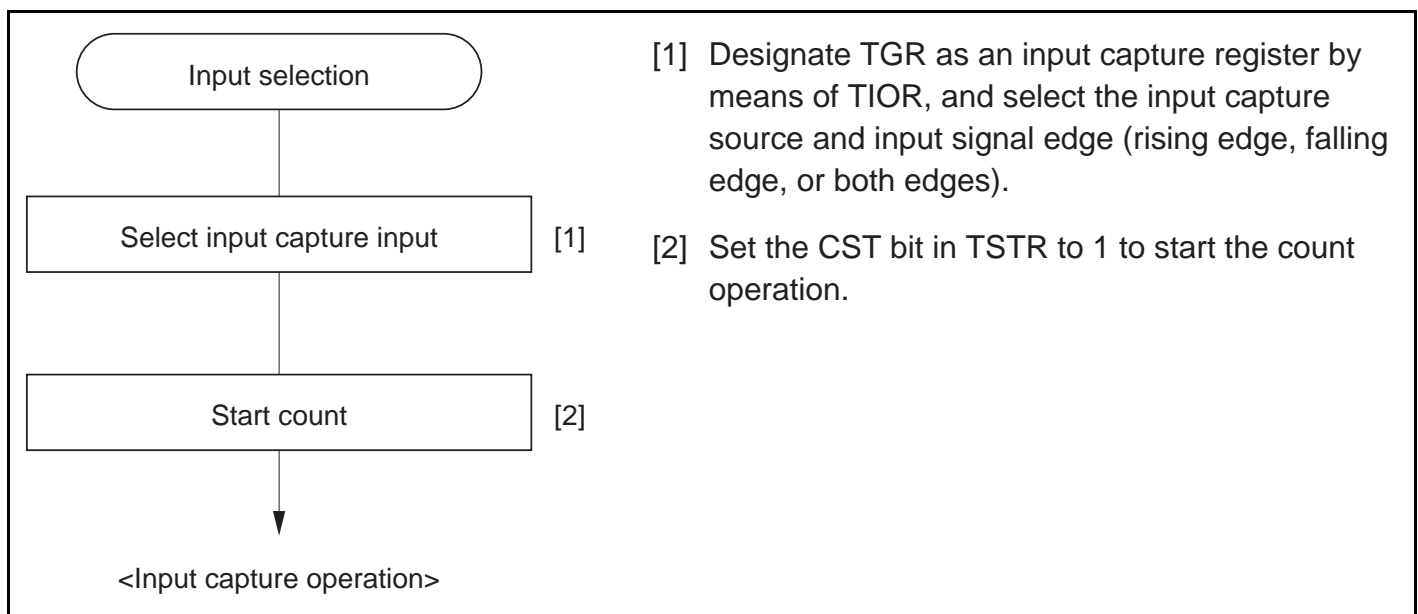 Input selection
Select input capture input [1]
Start count [2]
<Input capture operation>
[1] Designate TGR as an input capture register by
means of TIOR, and select the input capture
source and input signal edge (rising edge, falling
edge, or both edges).
[2] Set the CST bit in TSTR to 1 to start the count
operation.